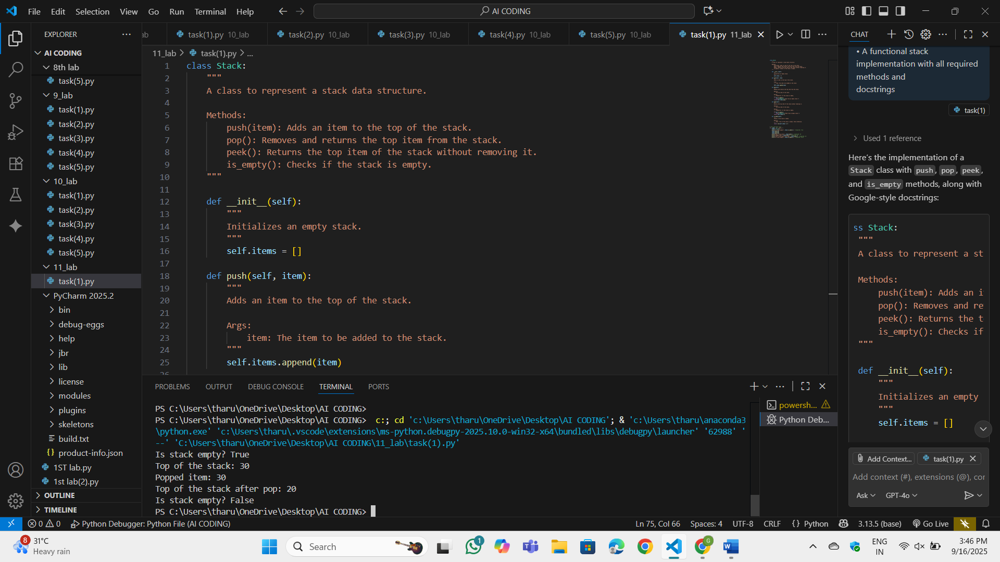 File Edit Selection View Go Run Terminal Help
AI CODING
EXPLORER
AI CODING
8th lab
task(5).py
9_lab
task(1).py
task(2).py
task(3).py
task(4).py
task(5).py
10_lab
task(1).py
task(2).py
task(3).py
task(4).py
task(5).py
11_lab
task(1).py
PyCharm 2025.2
bin
debug-eggs
help
jbr
lib
license
modules
plugins
skeletons
build.txt
product-info.json
1ST lab.py
1st lab(2).py
OUTLINE
TIMELINE
ab task(1).py 10_lab task(2).py 10_lab task(3).py 10_lab task(4).py 10_lab task(5).py 10_lab task(1).py 11_lab
11_lab > task(1).py > ...
1 class Stack:
2 """
3 A class to represent a stack data structure.
4
5 Methods:
6 push(item): Adds an item to the top of the stack.
7 pop(): Removes and returns the top item from the stack.
8 peek(): Returns the top item of the stack without removing it.
9 is_empty(): Checks if the stack is empty.
10 """
11
12 def __init__(self):
13 """
14 Initializes an empty stack.
15 """
16 self.items = []
17
18 def push(self, item):
19 """
20 Adds an item to the top of the stack.
21
22 Args:
23 item: The item to be added to the stack.
24 """
25 self.items.append(item)
26
PROBLEMS OUTPUT DEBUG CONSOLE TERMINAL PORTS
PS C:\Users\tharu\OneDrive\Desktop\AI CODING>
PS C:\Users\tharu\OneDrive\Desktop\AI CODING> c:; cd 'c:\Users\tharu\OneDrive\Desktop\AI CODING'; & 'c:\Users\tharu\anaconda3
\python.exe' 'c:\Users\tharu\.vscode\extensions\ms-python.debugpy-2025.10.0-win32-x64\bundled\libs\debugpy\launcher' '62988' '
--' 'C:\Users\tharu\OneDrive\Desktop\AI CODING\11_lab\task(1).py'
Is stack empty? True
Top of the stack: 30
Popped item: 30
Top of the stack after pop: 20
Is stack empty? False
PS C:\Users\tharu\OneDrive\Desktop\AI CODING>
powersh...
Python Deb...
CHAT
• A functional stack
implementation with all required
methods and
docstrings
task(1)
Used 1 reference
Here's the implementation of a
Stack class with push, pop, peek,
and is_empty methods, along with
Google-style docstrings:
ss Stack:
"""
A class to represent a st
Methods:
push(item): Adds an i
pop(): Removes and re
peek(): Returns the t
is_empty(): Checks if
"""
def __init__(self):
"""
Initializes an empty
"""
self.items = []
Add Context... task(1).py
Add context (#), extensions (@), cor
Ask GPT-4o
0 0 Python Debugger: Python File (AI CODING)
Ln 75, Col 66 Spaces: 4 UTF-8 CRLF {} Python 3.13.5 (base) Go Live
8 31°C
Heavy rain
Search
1
G
ENG
IN
3:46 PM
9/16/2025